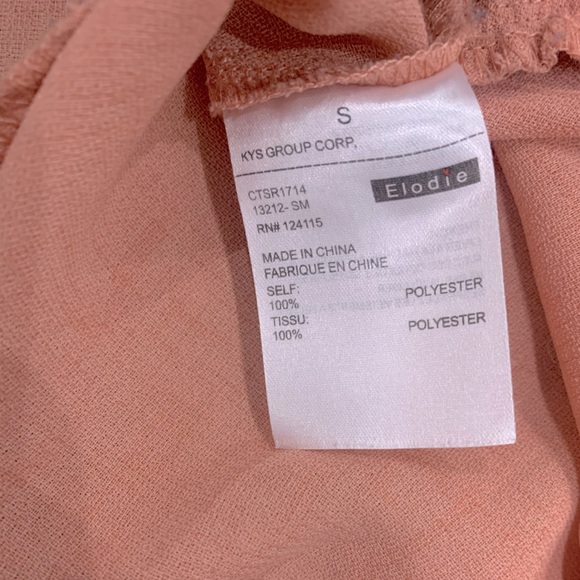 S
KYS GROUP CORP,
Elodie
CTSR1714
13212- SM
RN# 124115
MADE IN CHINA
FABRIQUE EN CHINE
SELF:
100% POLYESTER
TISSU:
100% POLYESTER